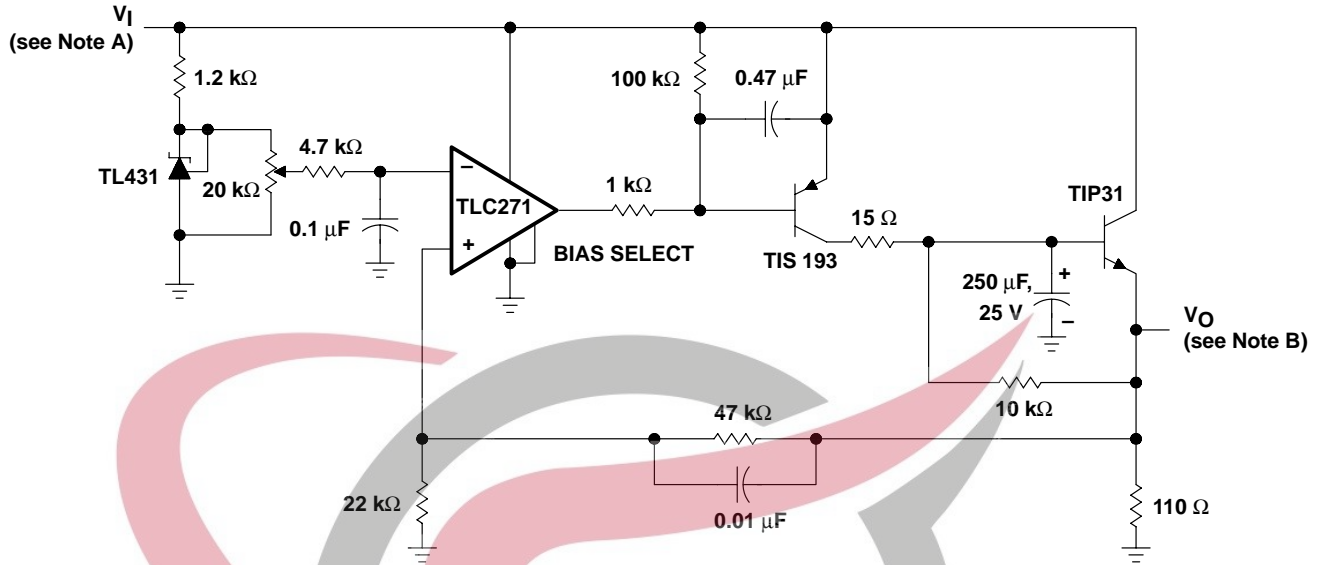 VI
(see Note A)
1.2 kΩ
TL431
20 kΩ
4.7 kΩ
0.1 µF
−
TLC271
+
BIAS SELECT
1 kΩ
100 kΩ
0.47 µF
TIS 193
15 Ω
TIP31
250 µF,
25 V
+
−
VO
(see Note B)
10 kΩ
47 kΩ
0.01 µF
22 kΩ
110 Ω